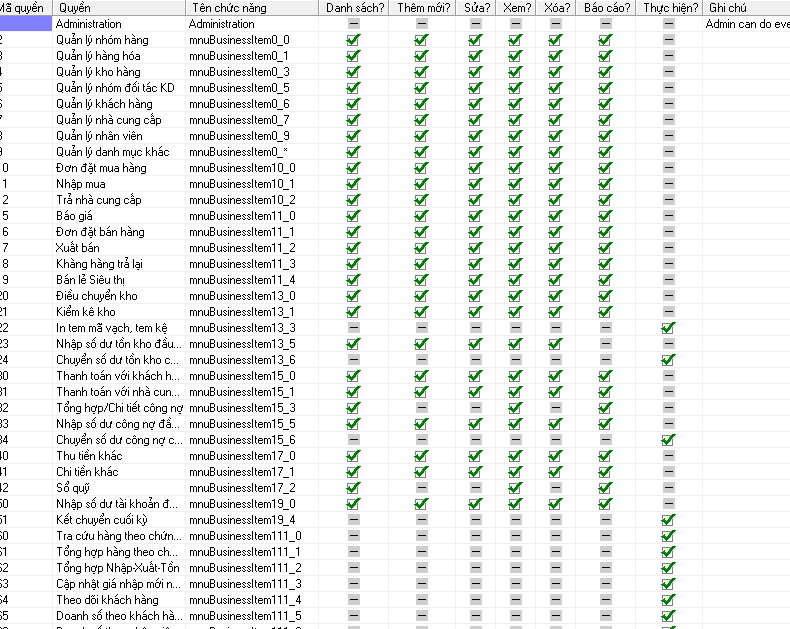 Mã quyền Quyền Tên chức năng Danh sách? Thêm mới? Sửa? Xem? Xóa? Báo cáo? Thực hiện? Ghi chú
Administration Administration Admin can do eve
2 Quản lý nhóm hàng mnuBusinessItem0_0
3 Quản lý hàng hóa mnuBusinessItem0_1
4 Quản lý kho hàng mnuBusinessItem0_3
5 Quản lý nhóm đối tác KD mnuBusinessItem0_5
6 Quản lý khách hàng mnuBusinessItem0_6
7 Quản lý nhà cung cấp mnuBusinessItem0_7
8 Quản lý nhân viên mnuBusinessItem0_9
9 Quản lý danh mục khác mnuBusinessItem0_*
0 Đơn đặt mua hàng mnuBusinessItem10_0
1 Nhập mua mnuBusinessItem10_1
2 Trả nhà cung cấp mnuBusinessItem10_2
5 Báo giá mnuBusinessItem11_0
6 Đơn đặt bán hàng mnuBusinessItem11_1
7 Xuất bán mnuBusinessItem11_2
8 Khàng hàng trả lại mnuBusinessItem11_3
9 Bán lẻ Siêu thị mnuBusinessItem11_4
20 Điều chuyển kho mnuBusinessItem13_0
21 Kiểm kê kho mnuBusinessItem13_1
22 In tem mã vạch, tem kệ mnuBusinessItem13_3
23 Nhập số dư tồn kho đầu... mnuBusinessItem13_5
24 Chuyển số dư tồn kho c... mnuBusinessItem13_6
30 Thanh toán với khách h... mnuBusinessItem15_0
31 Thanh toán với nhà cun... mnuBusinessItem15_1
32 Tổng hợp/Chi tiết công nợ mnuBusinessItem15_3
33 Nhập số dư công nợ đầ... mnuBusinessItem15_5
34 Chuyển số dư công nợ c... mnuBusinessItem15_6
40 Thu tiền khác mnuBusinessItem17_0
41 Chi tiền khác mnuBusinessItem17_1
42 Sổ quỹ mnuBusinessItem17_2
50 Nhập số dư tài khoản đ... mnuBusinessItem19_0
51 Kết chuyển cuối kỳ mnuBusinessItem19_4
60 Tra cứu hàng theo chứn... mnuBusinessItem111_0
61 Tổng hợp hàng theo ch... mnuBusinessItem111_1
62 Tổng hợp Nhập-Xuất-Tồn mnuBusinessItem111_2
63 Cập nhật giá nhập mới n... mnuBusinessItem111_3
64 Theo dõi khách hàng mnuBusinessItem111_4
65 Doanh số theo khách hà... mnuBusinessItem111_5